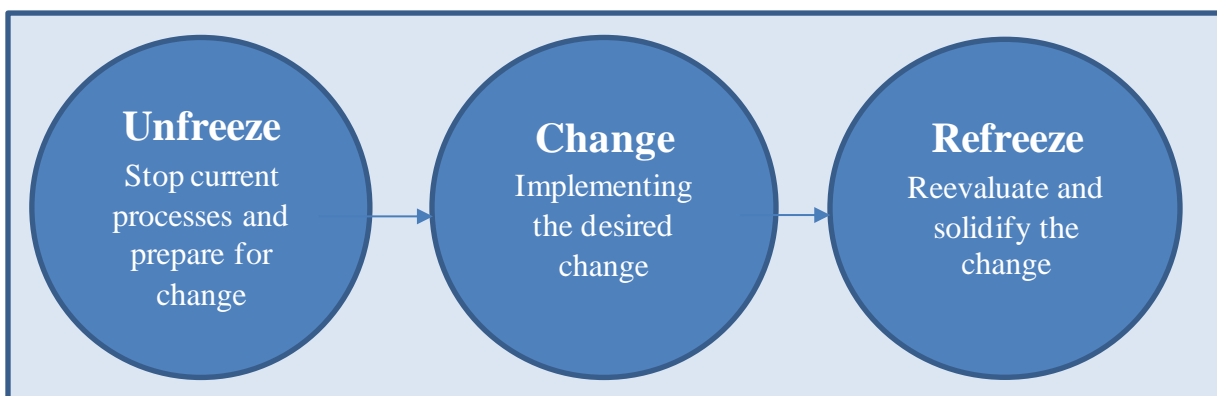 Unfreeze
Stop current
processes and
prepare for
change
Change
Implementing
the desired
change
Refreeze
Reevaluate and
solidify the
change